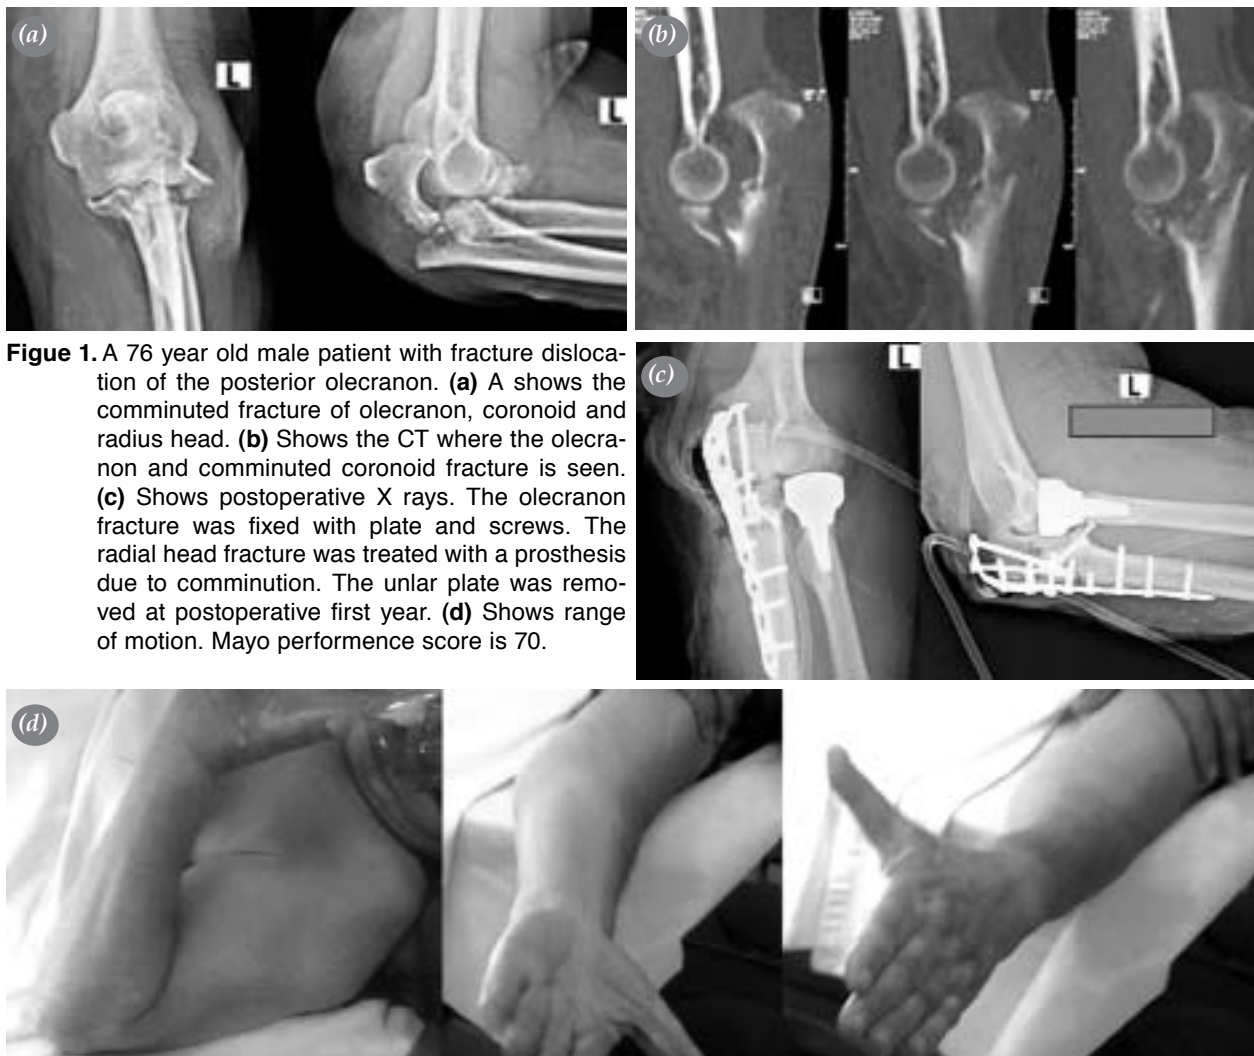 (a)
L
L
(b)
Figue 1. A 76 year old male patient with fracture disloca-
tion of the posterior olecranon. (a) A shows the
comminuted fracture of olecranon, coronoid and
radius head. (b) Shows the CT where the olecra-
non and comminuted coronoid fracture is seen.
(c) Shows postoperative X rays. The olecranon
fracture was fixed with plate and screws. The
radial head fracture was treated with a prosthesis
due to comminution. The unlar plate was remo-
ved at postoperative first year. (d) Shows range
of motion. Mayo performence score is 70.
(c)
L
L
(d)